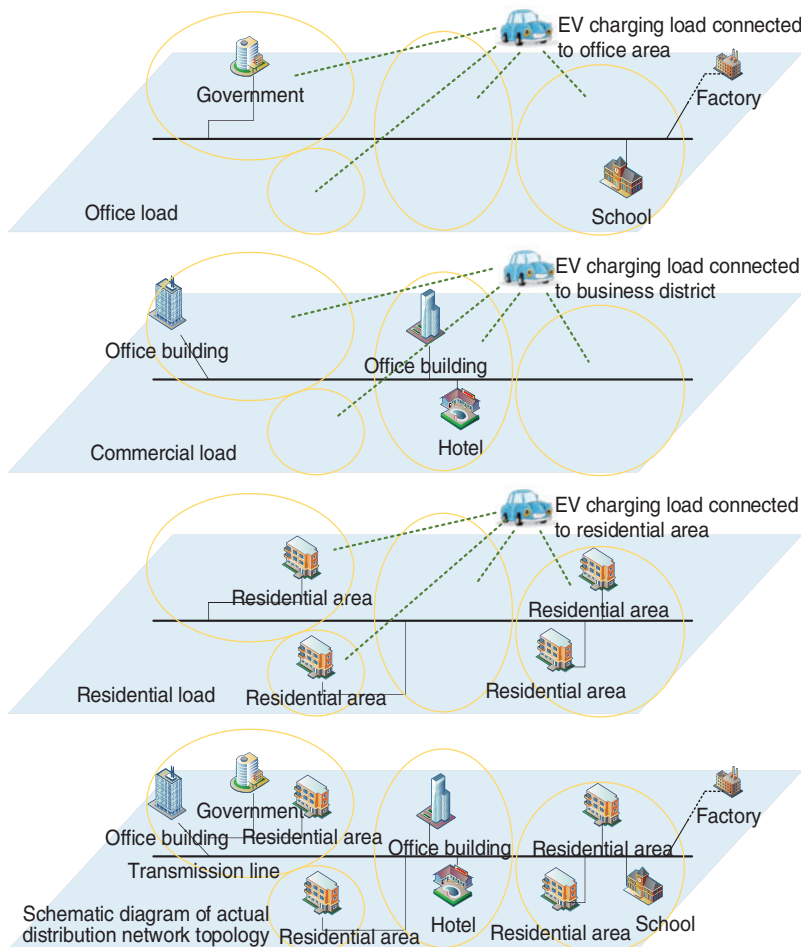 EV charging load connected
to office area
Government
Factory
School
Office load
EV charging load connected
to business district
Office building
Office building
Hotel
Commercial load
EV charging load connected
to residential area
Residential area
Residential area
Residential area
Residential area
Residential load
Government
Factory
Office building
Residential area
Office building
Residential area
Transmission line
Schematic diagram of actual
distribution network topology
Residential area
Hotel
Residential area
School